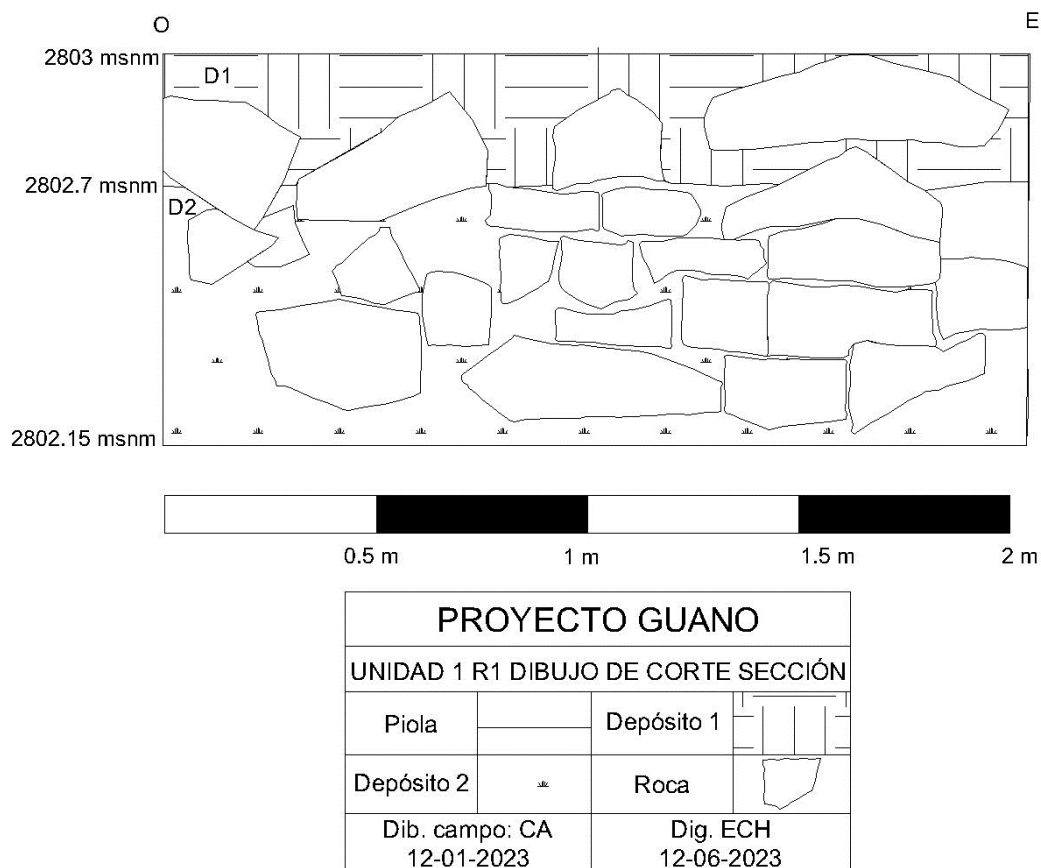 O E
2803 msnm
D1
2802.7 msnm
D2
2802.15 msnm
0.5 m 1 m 1.5 m 2 m
PROYECTO GUANO
UNIDAD 1 R1 DIBUJO DE CORTE SECCIÓN
Piola Depósito 1
Depósito 2 Roca
Dib. campo: CA Dig. ECH
12-01-2023 12-06-2023